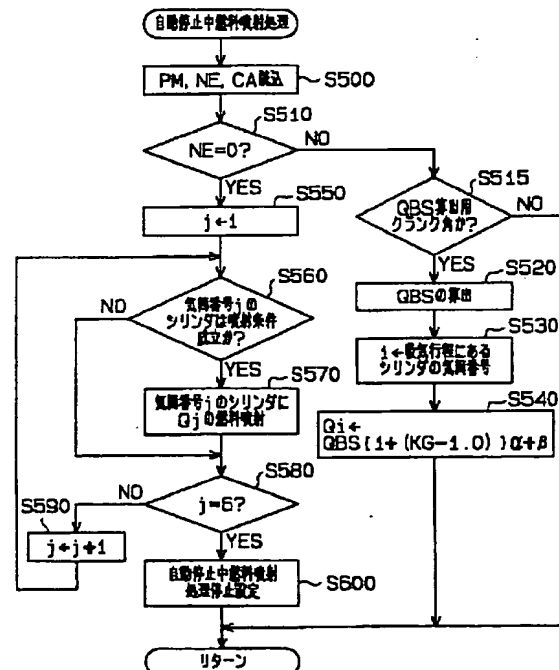 自動停止中燃料噴射処理
PM, NE, CA読込
S500
S510
NE=0?
NO
YES
S515
QBS算出用
クランク角か?
NO
YES
S550
j←1
S520
QBSの算出
S530
i←吸気行程にある
シリンダの気筒番号
S540
Qi←
QBS{1+(KG-1.0)}α+β
S560
気筒番号jの
シリンダは噴射条件
成立か?
NO
YES
S570
気筒番号jのシリンダに
Qjの燃料噴射
S580
j=6?
NO
YES
S590
j←j+1
自動停止中燃料噴射
処理停止設定
S600
リターン